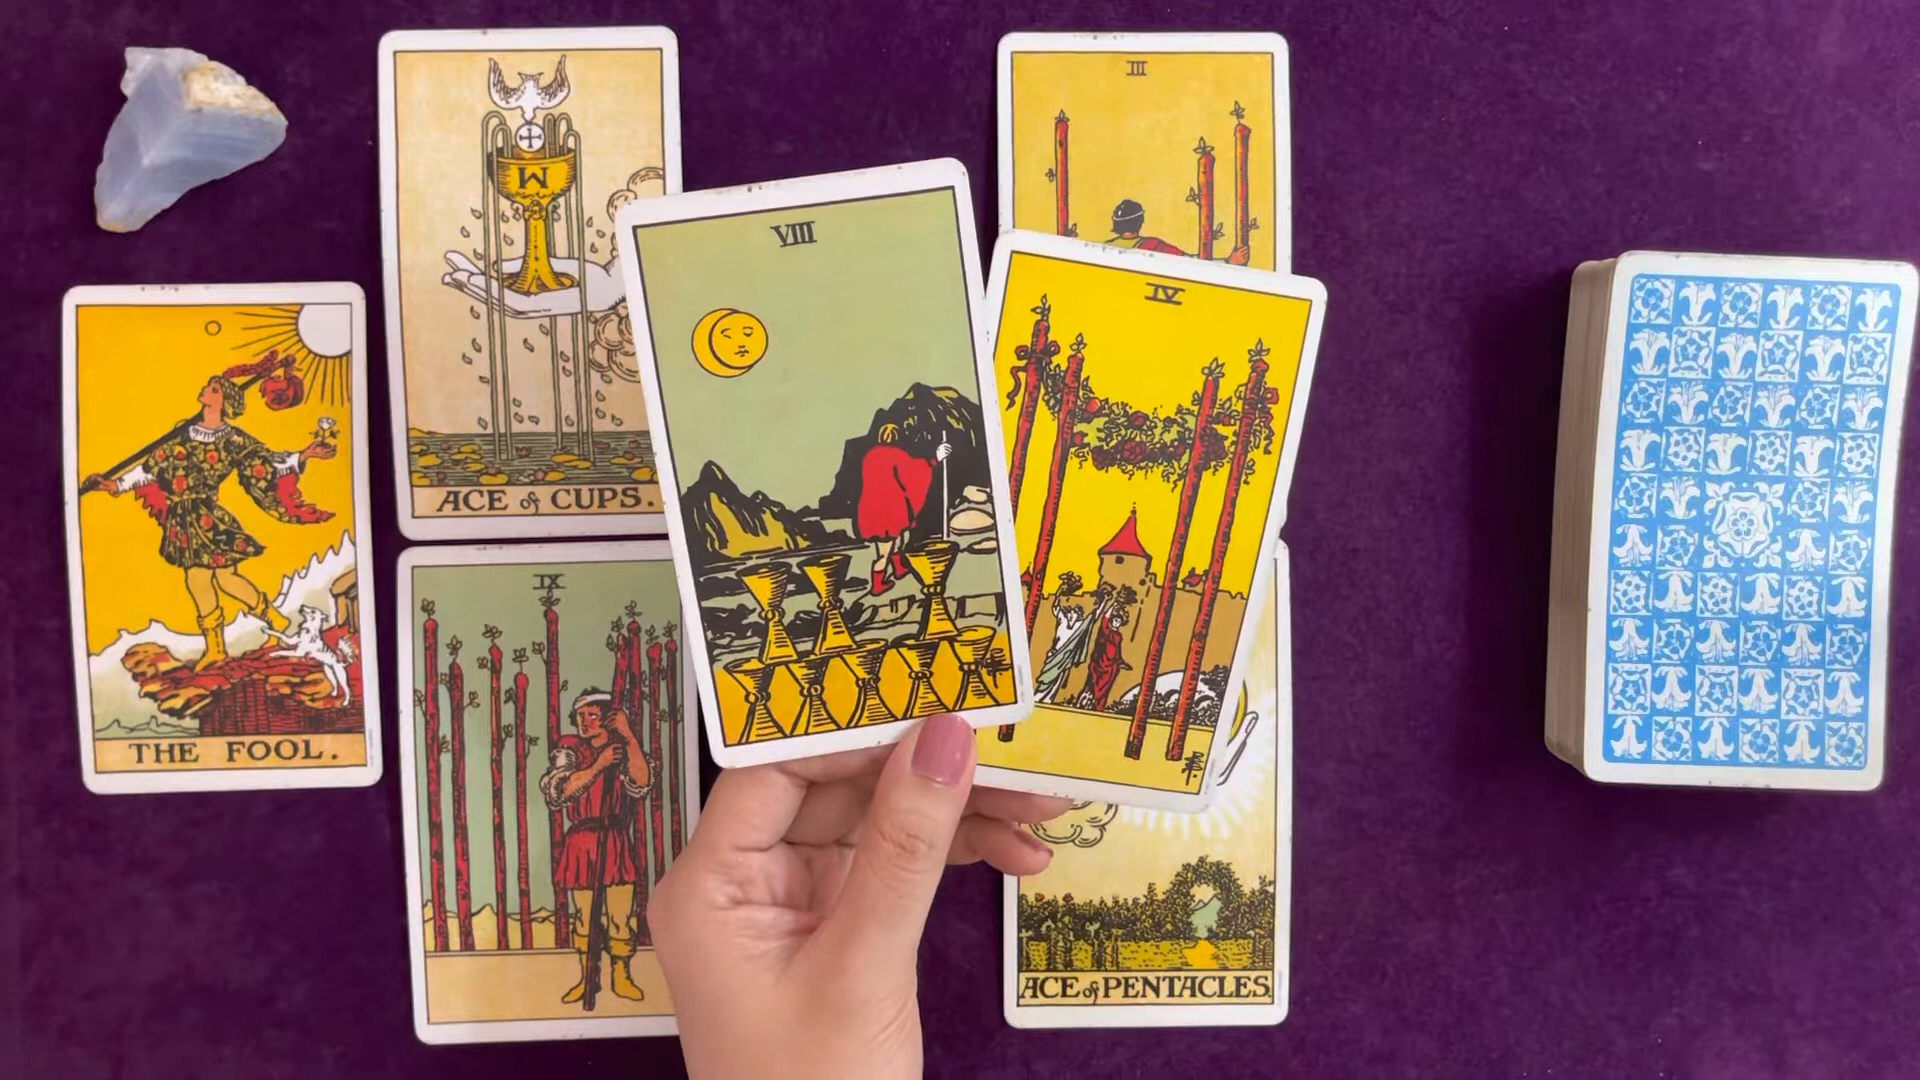 III
VIII
IV
ACE of CUPS.
IX
THE FOOL.
ACE of PENTACLES